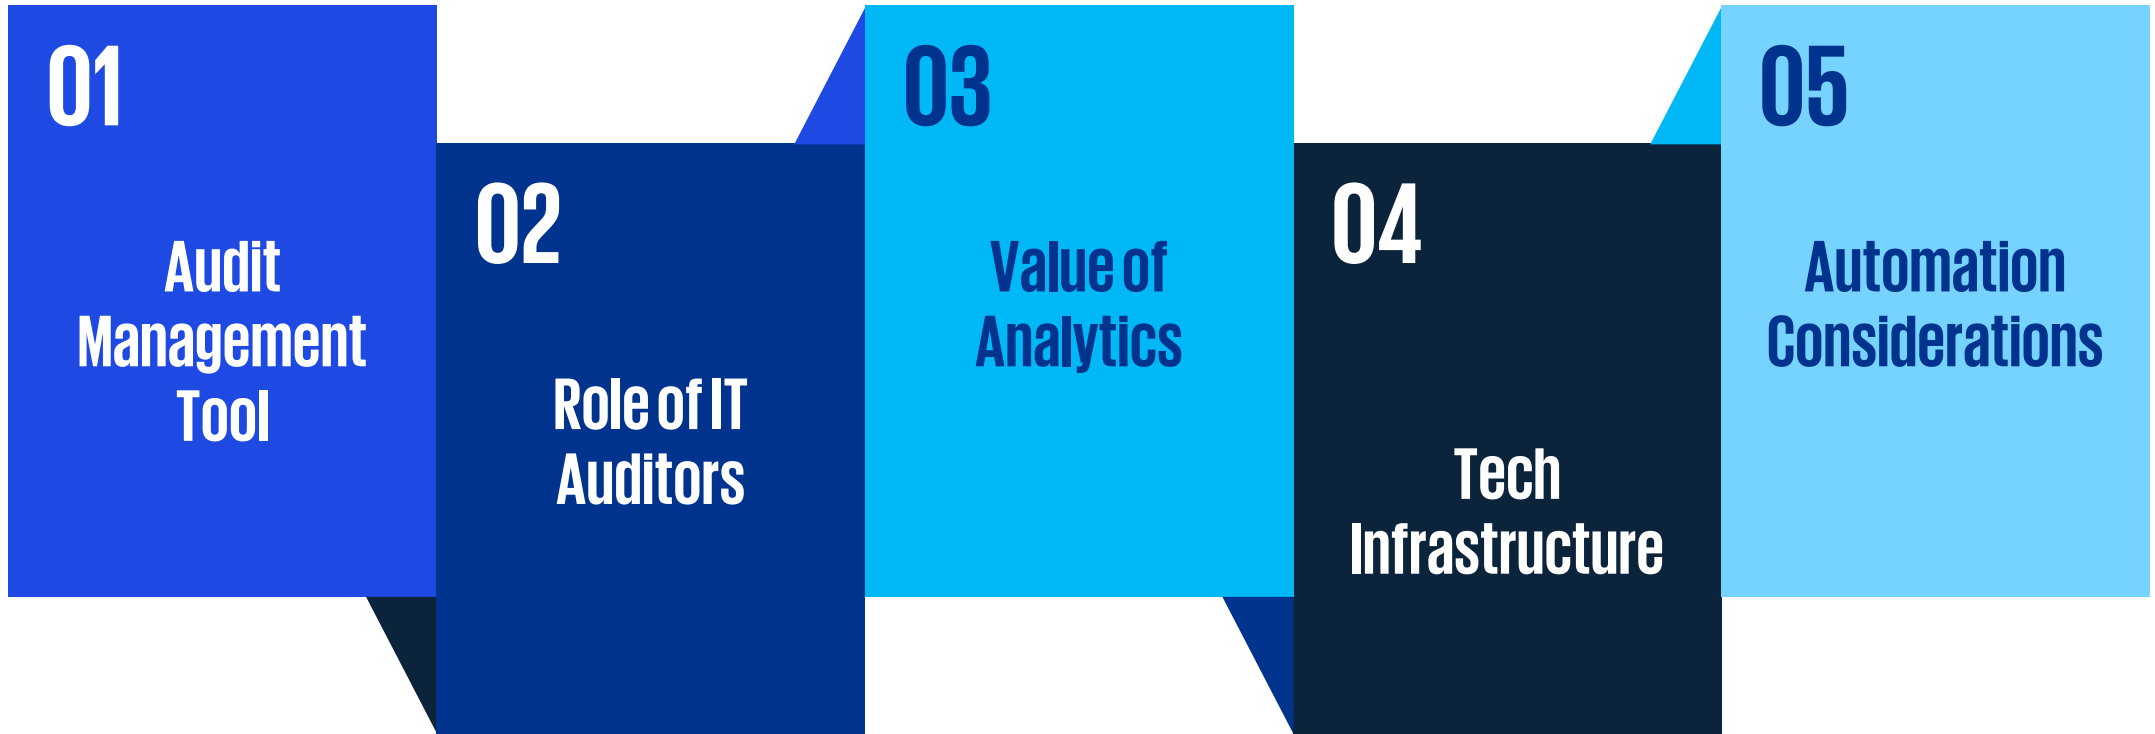 01
Audit
Management
Tool
02
Role of IT
Auditors
03
Value of
Analytics
04
Tech
Infrastructure
05
Automation
Considerations